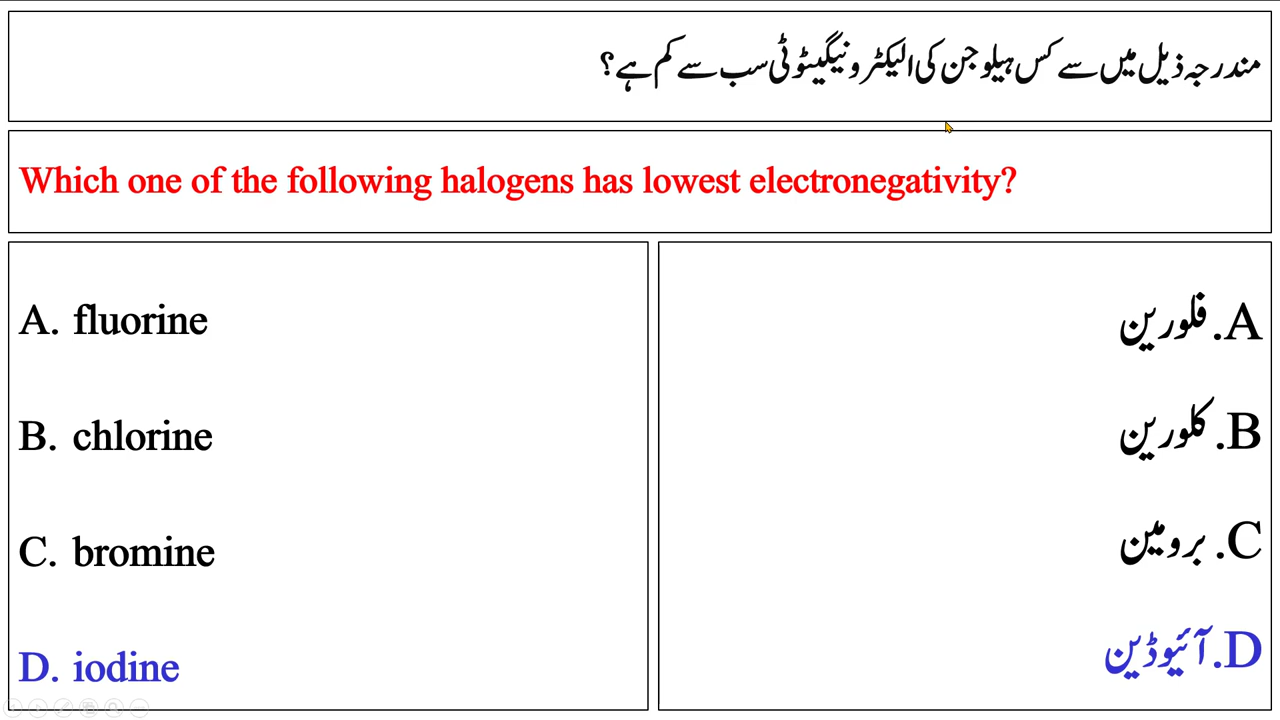 مندرجہ ذیل میں سے کس ہیلوجن کی الیکٹرونیگیٹوٹی سب سے کم ہے؟
Which one of the following halogens has lowest electronegativity?
A. fluorine
B. chlorine
C. bromine
D. iodine
A. فلورین
B. کلورین
C. برومین
D. آئیوڈین